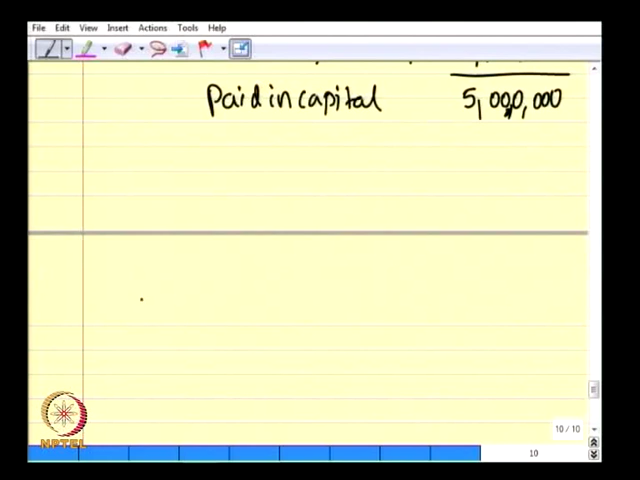 File Edit View Insert Actions Tools Help
Paid in capital 5,000,000
NPTEL
10 / 10
10